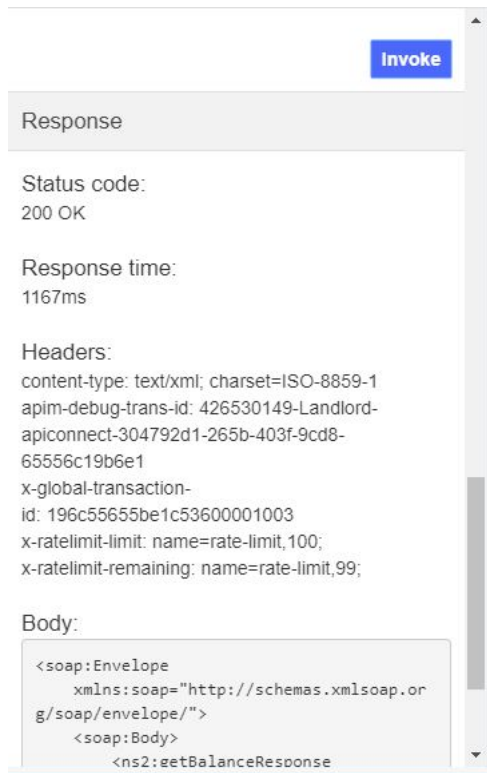 Invoke
Response
Status code:
200 OK
Response time:
1167ms
Headers:
content-type: text/xml; charset=ISO-8859-1
apim-debug-trans-id: 426530149-Landlord-
apiconnect-304792d1-265b-403f-9cd8-
65556c19b6e1
x-global-transaction-
id: 196c55655be1c53600001003
x-ratelimit-limit: name=rate-limit,100;
x-ratelimit-remaining: name=rate-limit,99;
Body:
<soap:Envelope
    xmlns:soap="http://schemas.xmlsoap.or
g/soap/envelope/">
    <soap:Body>
        <ns2:getBalanceResponse